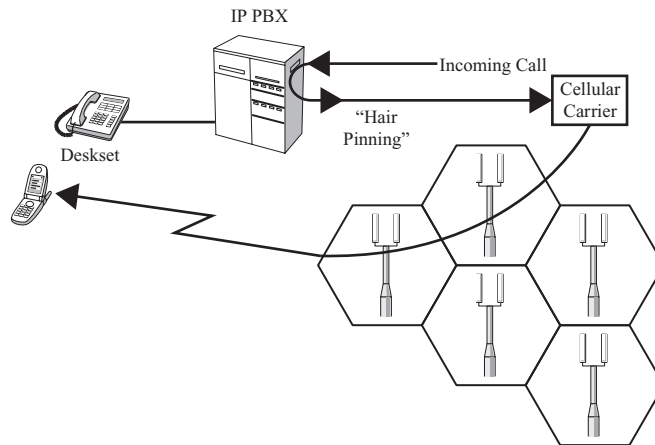 IP PBX
Incoming Call
Cellular
Carrier
“Hair
Pinning”
Deskset